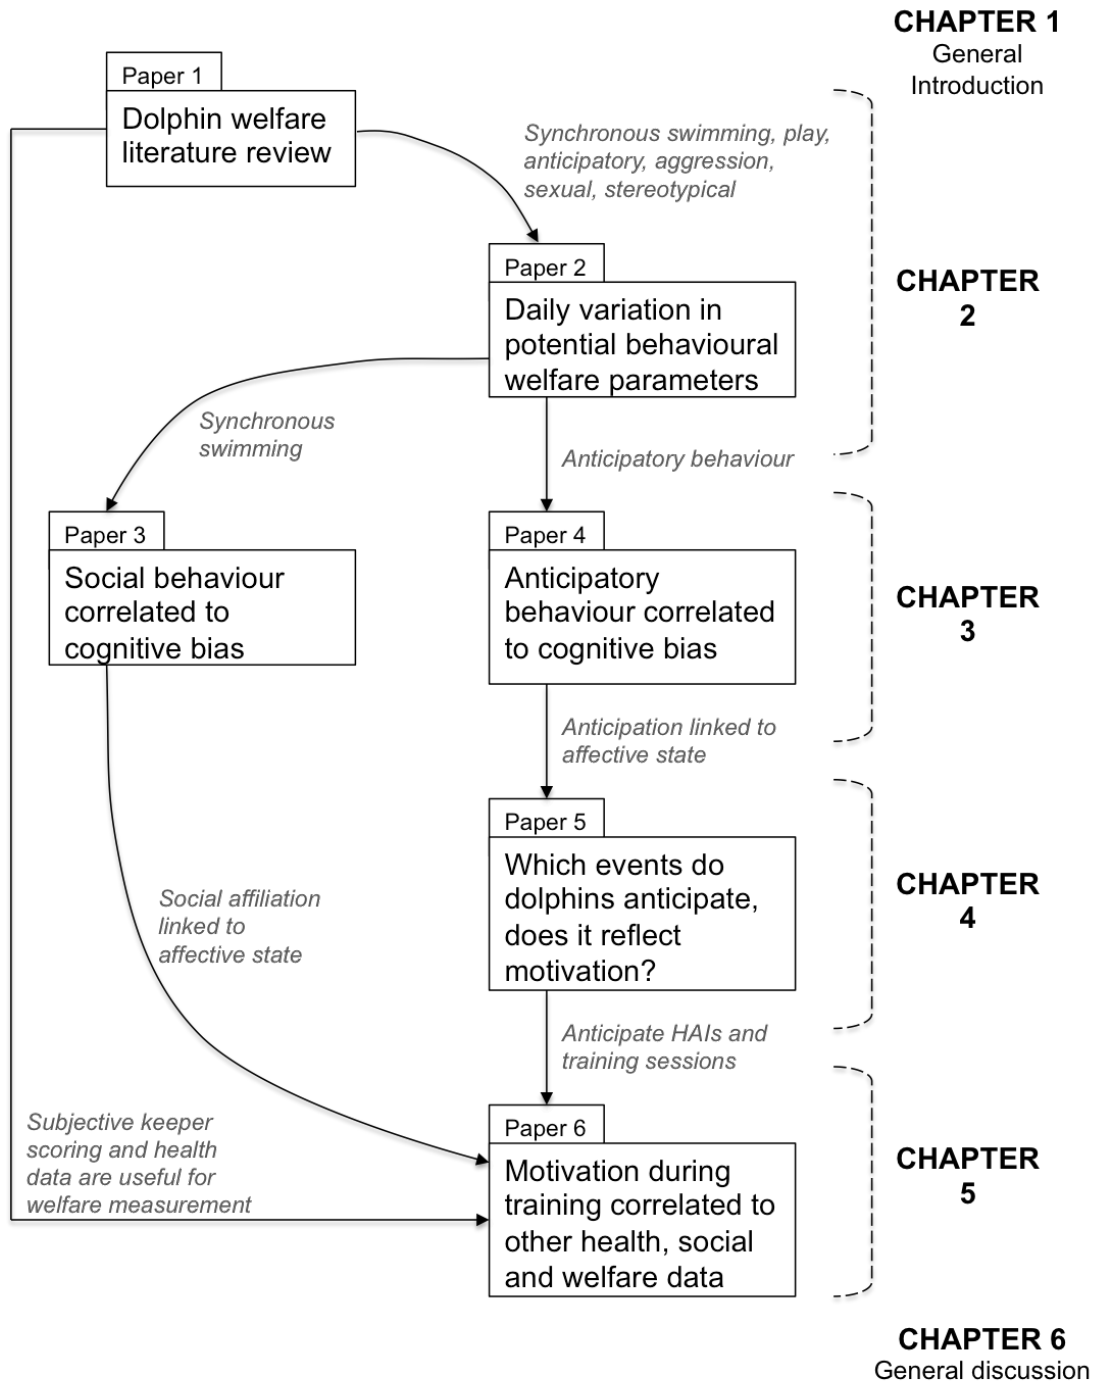 CHAPTER 1
General
Introduction
Paper 1
Dolphin welfare
literature review
Synchronous swimming, play,
anticipatory, aggression,
sexual, stereotypical
Paper 2
Daily variation in
potential behavioural
welfare parameters
CHAPTER
2
Synchronous
swimming
Anticipatory behaviour
Paper 3
Social behaviour
correlated to
cognitive bias
Paper 4
Anticipatory
behaviour correlated
to cognitive bias
CHAPTER
3
Anticipation linked to
affective state
Paper 5
Which events do
dolphins anticipate,
does it reflect
motivation?
CHAPTER
4
Social affiliation
linked to
affective state
Anticipate HAIs and
training sessions
Subjective keeper
scoring and health
data are useful for
welfare measurement
Paper 6
Motivation during
training correlated to
other health, social
and welfare data
CHAPTER
5
CHAPTER 6
General discussion